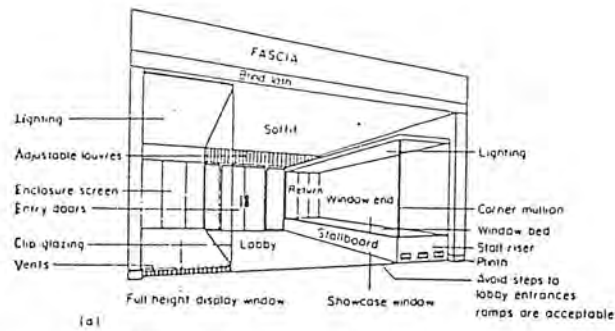 FASCIA
Blind lath
Lighting
Soffit
Adjustable louvres
Lighting
Enclosure screen
Return
Window end
Entry doors
Corner mullion
Window bed
Clip glazing
Lobby
Stallboard
Stall riser
Vents
Plinth
Full height display window
Showcase window
Avoid steps to
lobby entrances
ramps are acceptable
(a)